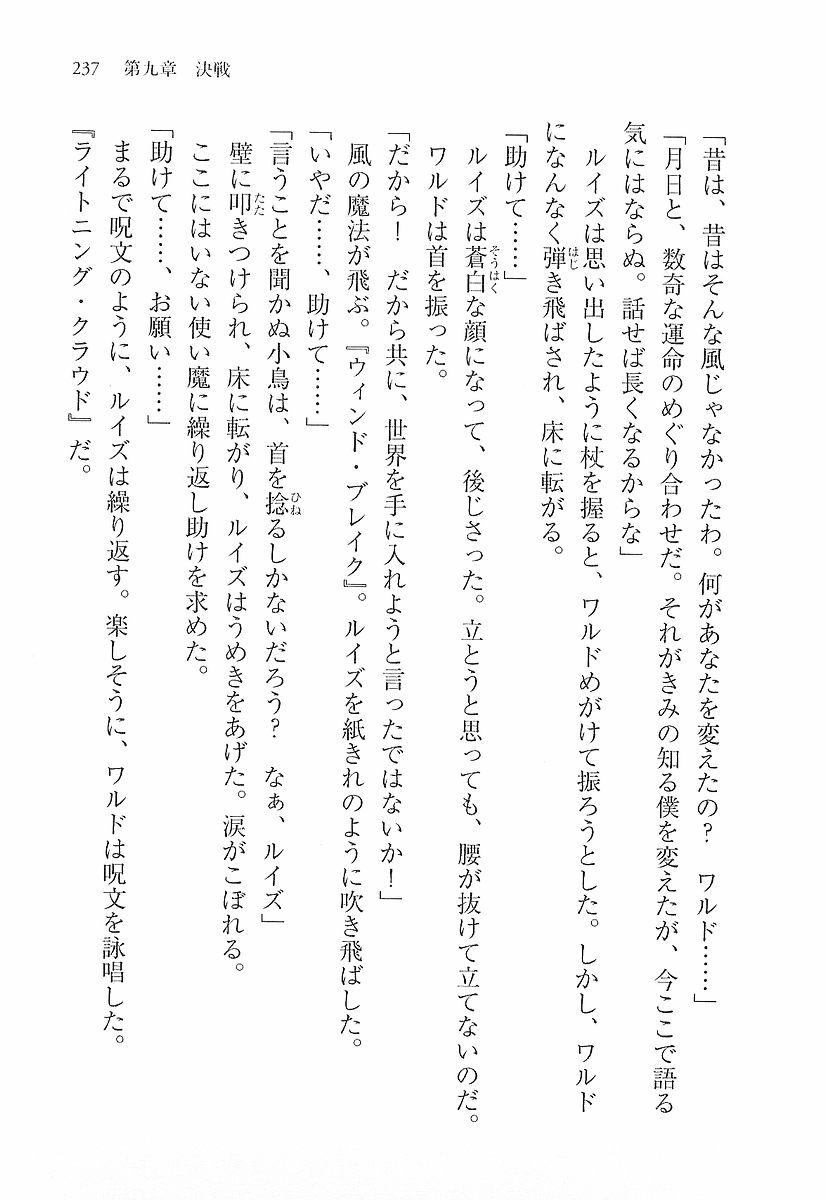 237　第九章　決戦
「昔は、昔はそんな風じゃなかったわ。何があなたを変えたの？　ワルド……」
「月日と、数奇な運命のめぐり合わせだ。それがきみの知る僕を変えたが、今ここで語る
気にはならぬ。話せば長くなるからな」
　ルイズは思い出したように杖を握ると、ワルドめがけて振ろうとした。しかし、ワルド
になんなく弾き飛ばされ、床に転がる。
「助けて……」
　ルイズは蒼白な顔になって、後じさった。立とうと思っても、腰が抜けて立てないのだ。
　ワルドは首を振った。
「だから！　だから共に、世界を手に入れようと言ったではないか！」
　風の魔法が飛ぶ。『ウィンド・ブレイク』。ルイズを紙きれのように吹き飛ばした。
「いやだ……、助けて……」
「言うことを聞かぬ小鳥は、首を捻るしかないだろう？　なぁ、ルイズ」
　壁に叩きつけられ、床に転がり、ルイズはうめきをあげた。涙がこぼれる。
　ここにはいない使い魔に繰り返し助けを求めた。
「助けて……、お願い……」
　まるで呪文のように、ルイズは繰り返す。楽しそうに、ワルドは呪文を詠唱した。
『ライトニング・クラウド』だ。